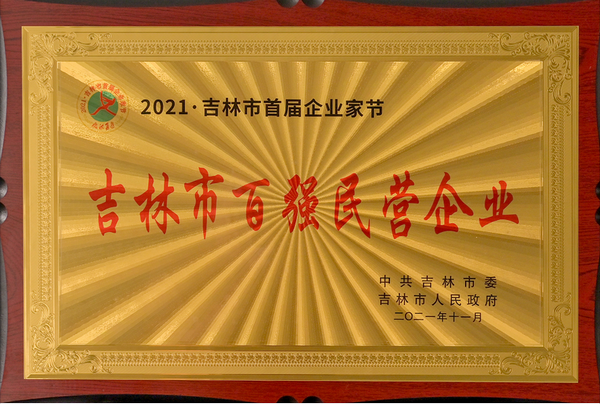 2021·吉林市首届企业家节
吉林市百强民营企业
中共吉林市委
吉林市人民政府
二〇二一年十一月